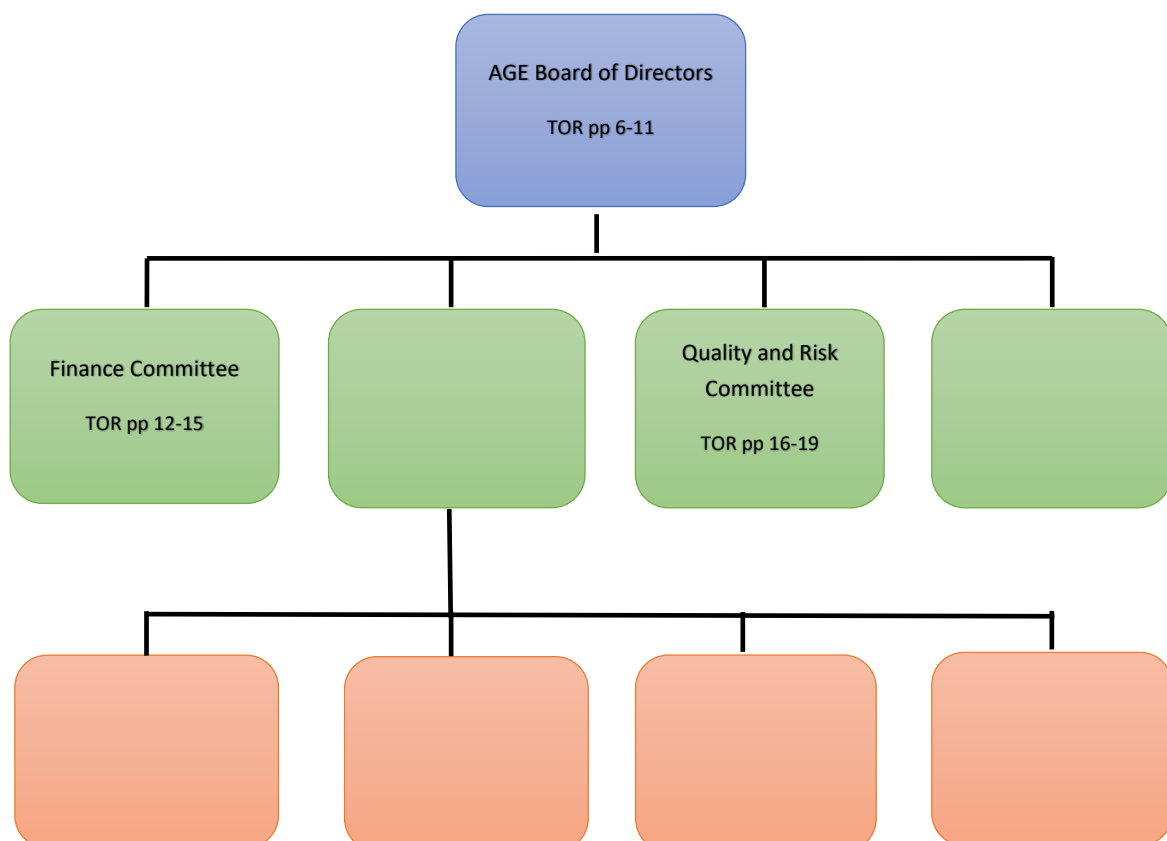 AGE Board of Directors
TOR pp 6-11
Finance Committee
TOR pp 12-15
Quality and Risk
Committee
TOR pp 16-19